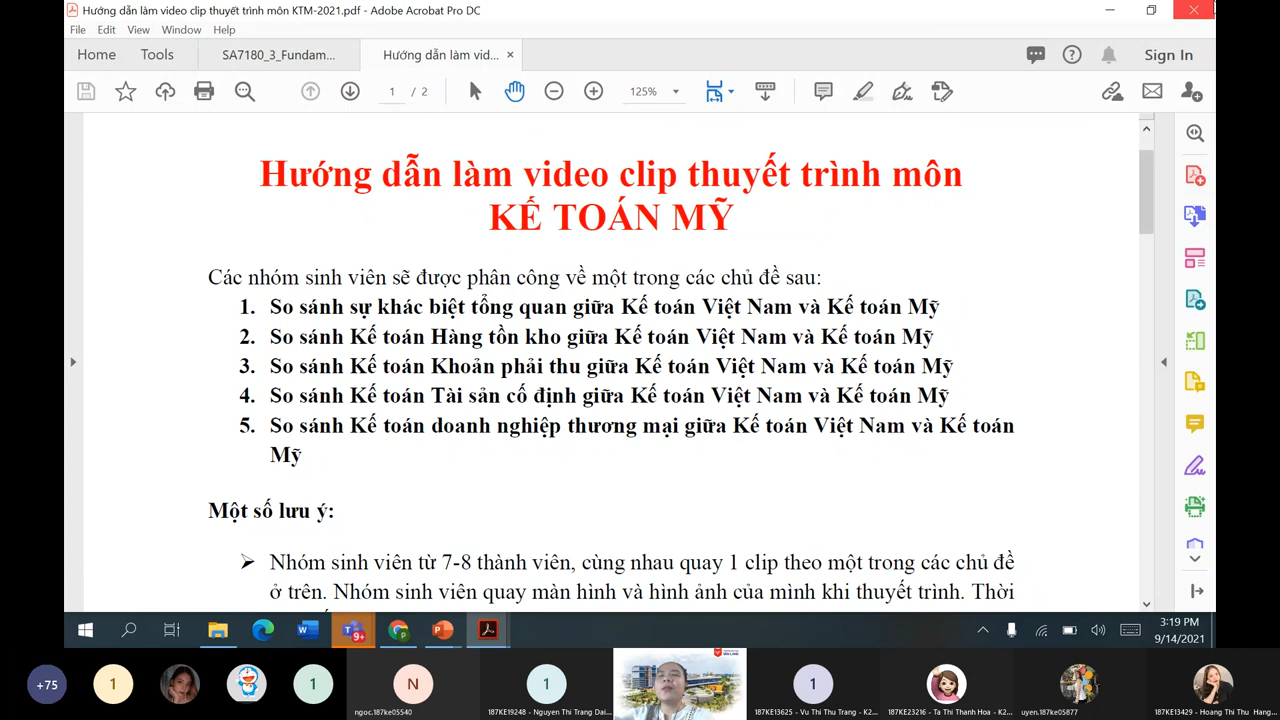 Hướng dẫn làm video clip thuyết trình môn KTM-2021.pdf - Adobe Acrobat Pro DC
File Edit View Window Help
Home Tools SA7180_3_Fundam... Hướng dẫn làm vid... × Sign In
1 / 2 125%
Hướng dẫn làm video clip thuyết trình môn
KẾ TOÁN MỸ
Các nhóm sinh viên sẽ được phân công về một trong các chủ đề sau:
1. So sánh sự khác biệt tổng quan giữa Kế toán Việt Nam và Kế toán Mỹ
2. So sánh Kế toán Hàng tồn kho giữa Kế toán Việt Nam và Kế toán Mỹ
3. So sánh Kế toán Khoản phải thu giữa Kế toán Việt Nam và Kế toán Mỹ
4. So sánh Kế toán Tài sản cố định giữa Kế toán Việt Nam và Kế toán Mỹ
5. So sánh Kế toán doanh nghiệp thương mại giữa Kế toán Việt Nam và Kế toán
Mỹ
Một số lưu ý:
➢ Nhóm sinh viên từ 7-8 thành viên, cùng nhau quay 1 clip theo một trong các chủ đề
ở trên. Nhóm sinh viên quay màn hình và hình ảnh của mình khi thuyết trình. Thời
9+
3:19 PM
9/14/2021
+75 1 1 N 1 VAN LANG 1
ngoc.187ke05540 187KE19248 - Nguyen Thi Trang Dai... 187KE13625 - Vu Thi Thu Trang - K2... 187KE23216 - Ta Thi Thanh Hoa - K2... uyen.187ke05877 187KE13429 - Hoang Thi Thu Hang...